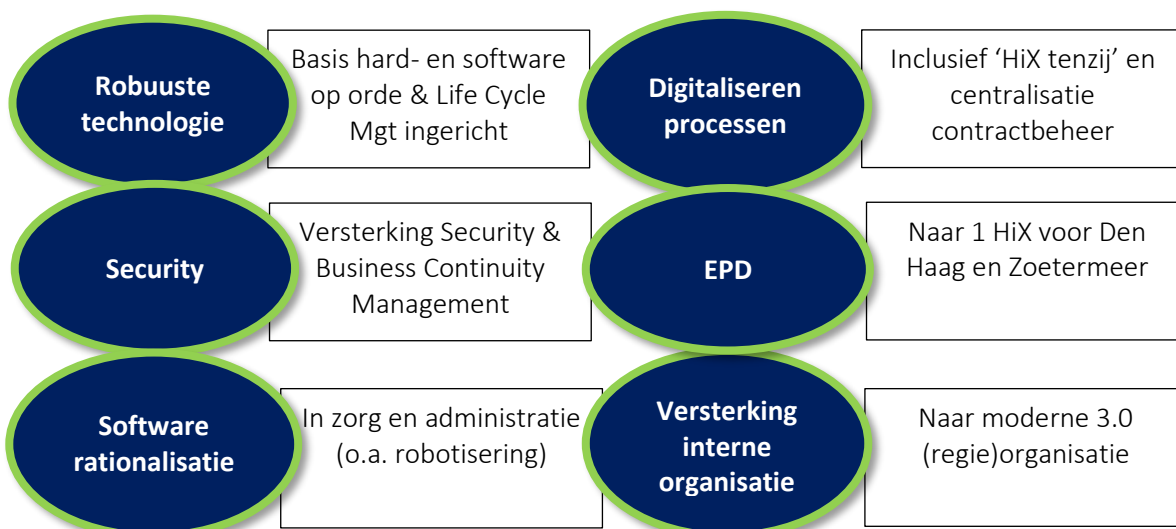 Robuuste
technologie
Basis hard- en software
op orde & Life Cycle
Mgt ingericht
Digitaliseren
processen
Inclusief ‘HiX tenzij’ en
centralisatie
contractbeheer
Security
Versterking Security &
Business Continuity
Management
EPD
Naar 1 HiX voor Den
Haag en Zoetermeer
Software
rationalisatie
In zorg en administratie
(o.a. robotisering)
Versterking
interne
organisatie
Naar moderne 3.0
(regie)organisatie